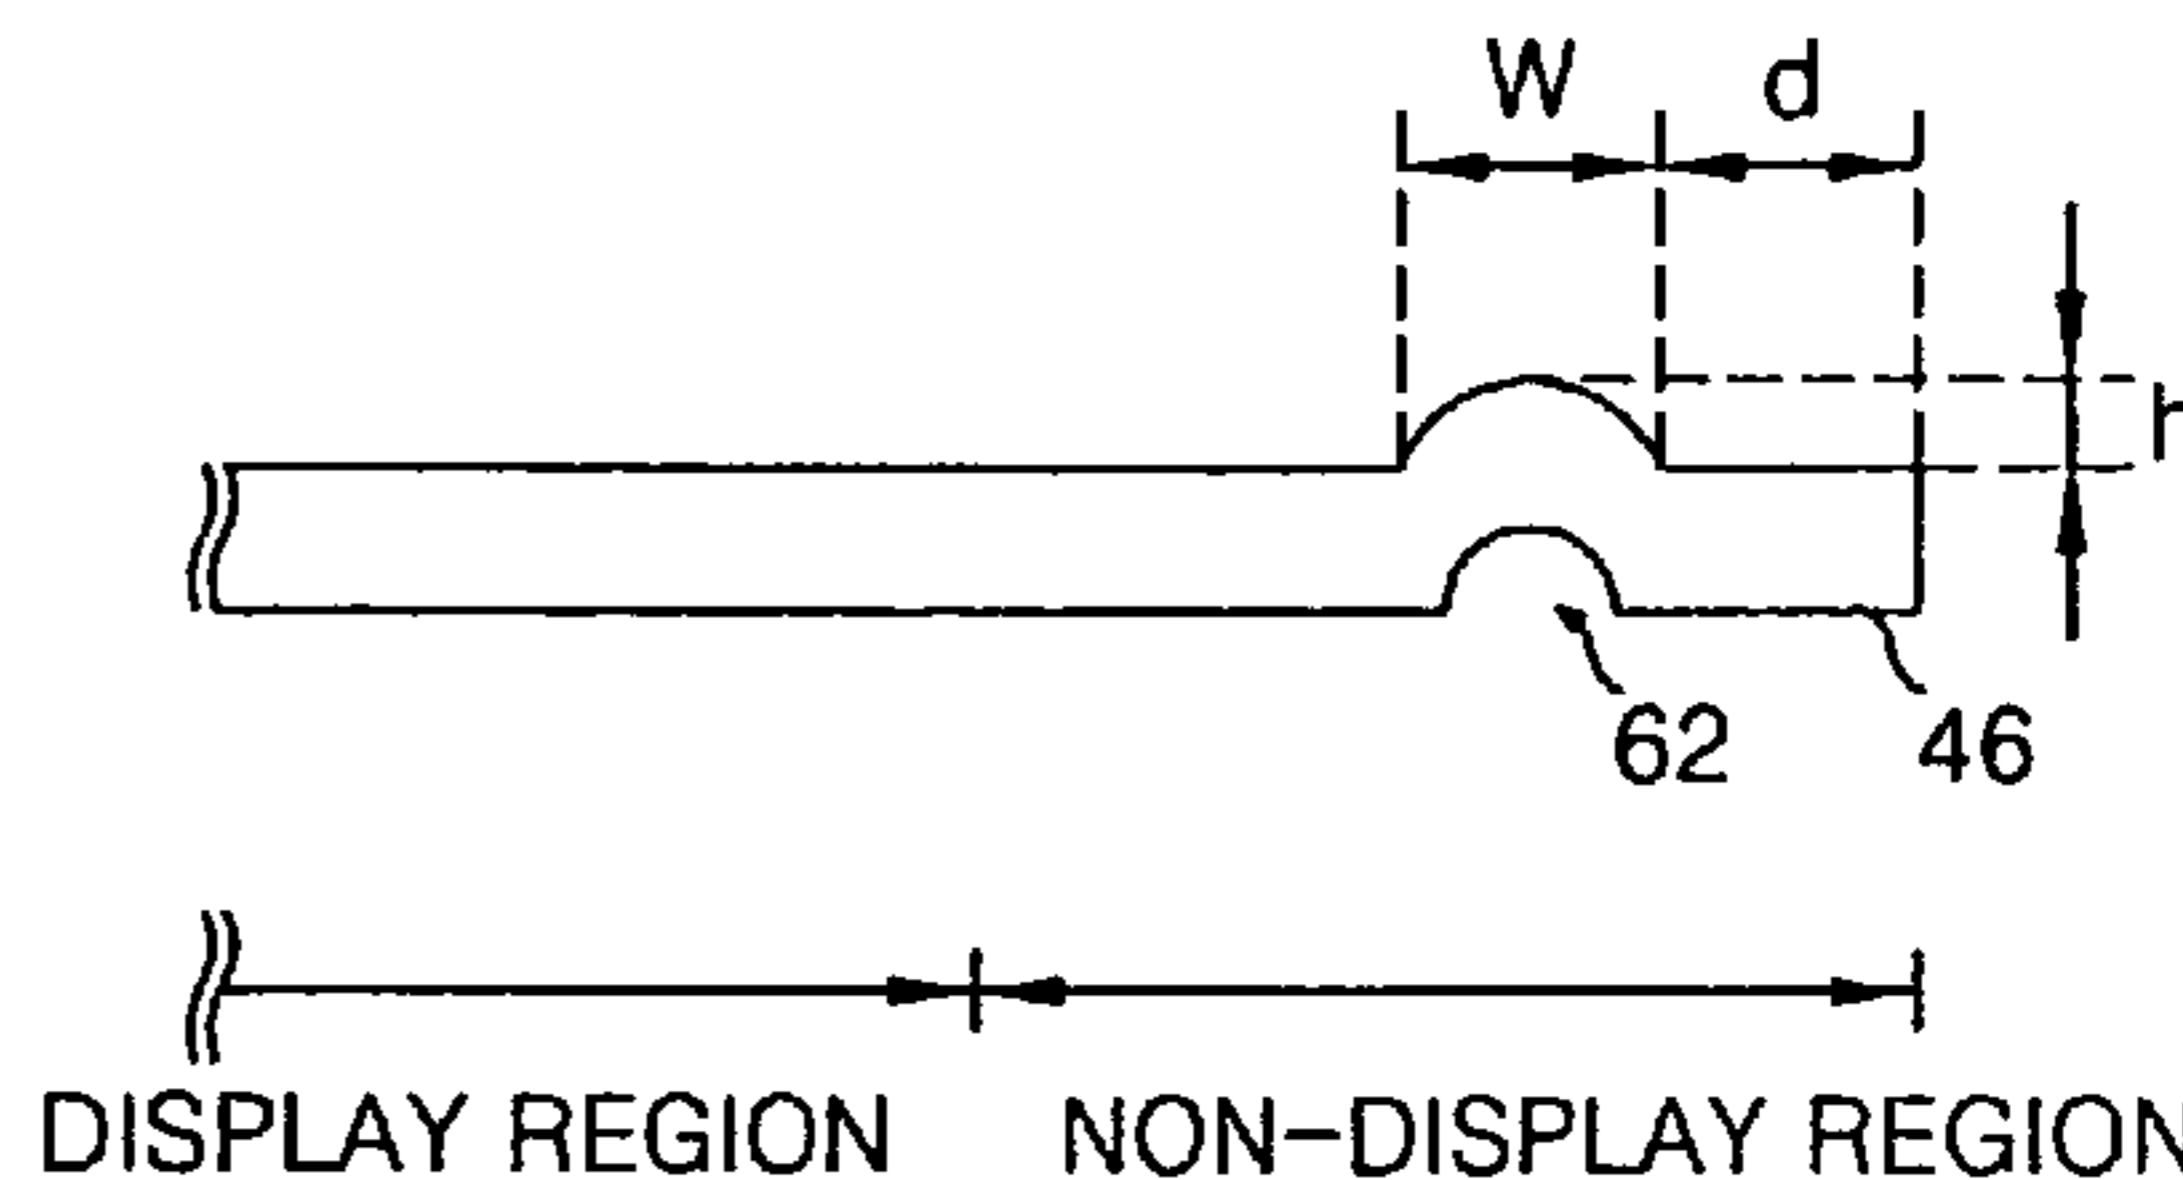 W d
62 46
DISPLAY REGION NON-DISPLAY REGION